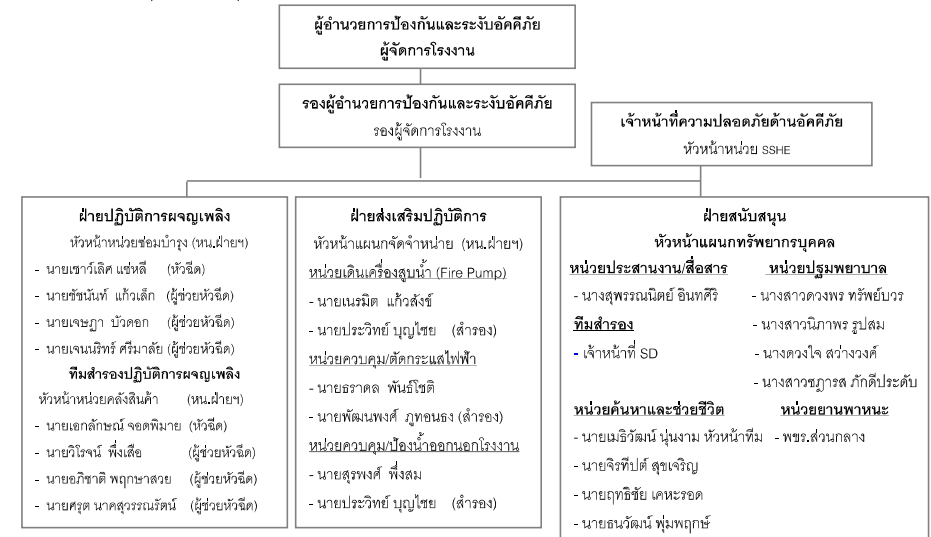 ผู้อำนวยการป้องกันและระงับอัคคีภัย
ผู้จัดการโรงงาน
รองผู้อำนวยการป้องกันและระงับอัคคีภัย
รองผู้จัดการโรงงาน
เจ้าหน้าที่ความปลอดภัยด้านอัคคีภัย
หัวหน้าหน่วย SSHE
ฝ่ายปฏิบัติการผจญเพลิง
หัวหน้าหน่วยซ่อมบำรุง (หน.ฝ่ายฯ)
- นายเชาว์เลิศ แซ่หลี (หัวฉีด)
- นายชัชนันท์ แก้วเล็ก (ผู้ช่วยหัวฉีด)
- นายเจษฎา บัวดอก (ผู้ช่วยหัวฉีด)
- นายเจนนริทร์ ศรีมาลัย (ผู้ช่วยหัวฉีด)
ทีมสำรองปฏิบัติการผจญเพลิง
หัวหน้าหน่วยคลังสินค้า (หน.ฝ่ายฯ)
- นายเอกลักษณ์ จอดพิมาย (หัวฉีด)
- นายวิโรจน์ พึ่งเสือ (ผู้ช่วยหัวฉีด)
- นายอภิชาติ พฤกษาสวย (ผู้ช่วยหัวฉีด)
- นายศรุต นาคสุวรรณรัตน์ (ผู้ช่วยหัวฉีด)
ฝ่ายส่งเสริมปฏิบัติการ
หัวหน้าแผนกจัดจำหน่าย (หน.ฝ่ายฯ)
หน่วยเดินเครื่องสูบน้ำ (Fire Pump)
- นายเนรมิต แก้วสังข์
- นายประวิทย์ บุญไชย (สำรอง)
หน่วยควบคุม/ตัดกระแสไฟฟ้า
- นายธราดล พันธ์โชติ
- นายพัฒนพงศ์ ภูทอนธง (สำรอง)
หน่วยควบคุม/ป้องน้ำออกนอกโรงงาน
- นายสุรพงศ์ พึ่งสม
- นายประวิทย์ บุญไชย (สำรอง)
ฝ่ายสนับสนุน
หัวหน้าแผนกทรัพยากรบุคคล
หน่วยประสานงาน/สื่อสาร
- นางสุพรรณนิตย์ อินทศีริ
ทีมสำรอง
- เจ้าหน้าที่ SD
หน่วยปฐมพยาบาล
- นางสาวดวงพร ทรัพย์บวร
- นางสาวนิภาพร รูปสม
- นางดวงใจ สว่างวงค์
- นางสาวชฎารส ภักดีประดับ
หน่วยค้นหาและช่วยชีวิต
- นายเมธิวัฒน์ นุ่นงาม หัวหน้าทีม
- นายจิรทีปต์ สุขเจริญ
- นายฤทธิชัย เคหะรอด
- นายธนวัฒน์ พุ่มพฤกษ์
หน่วยยานพาหนะ
- พขร.ส่วนกลาง